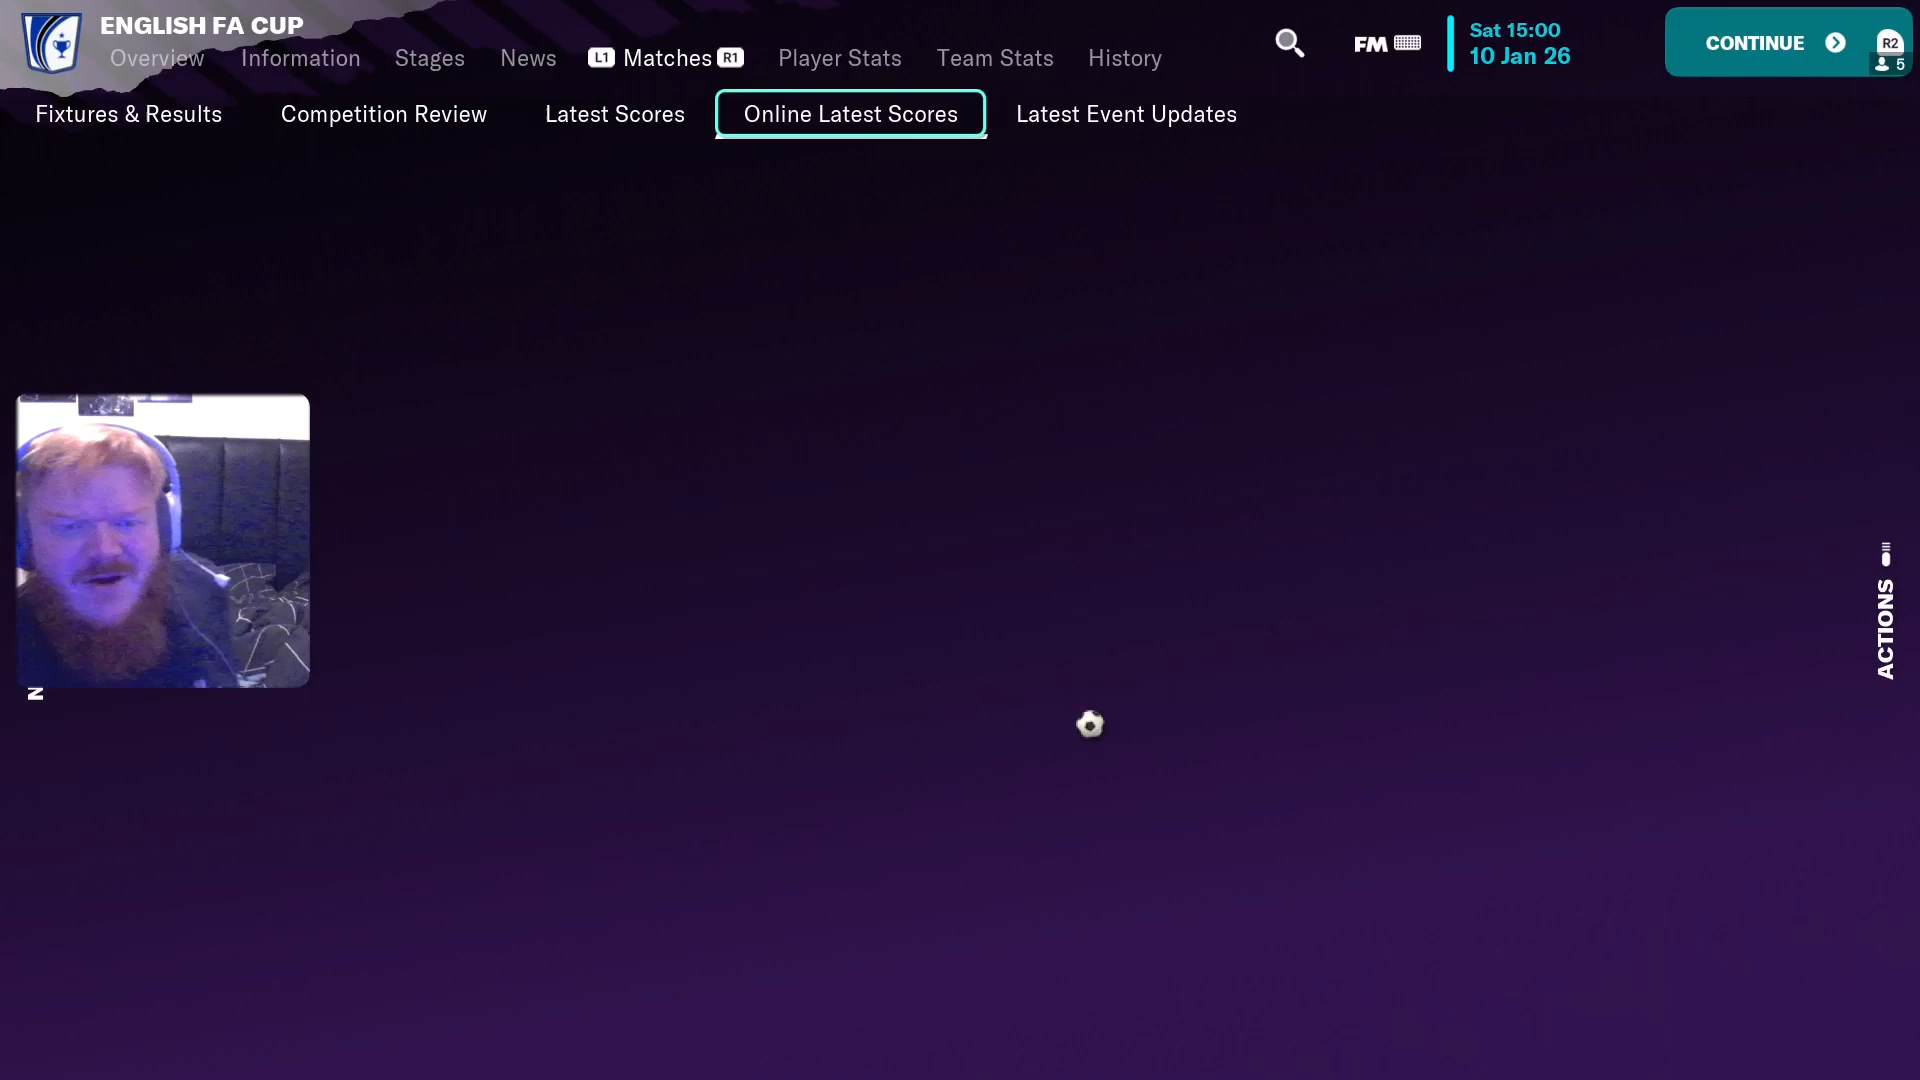 ENGLISH FA CUP
Overview Information Stages News L1 Matches R1 Player Stats Team Stats History
FM
Sat 15:00
10 Jan 26
CONTINUE R2
5
Fixtures & Results Competition Review Latest Scores Online Latest Scores Latest Event Updates
ACTIONS
N